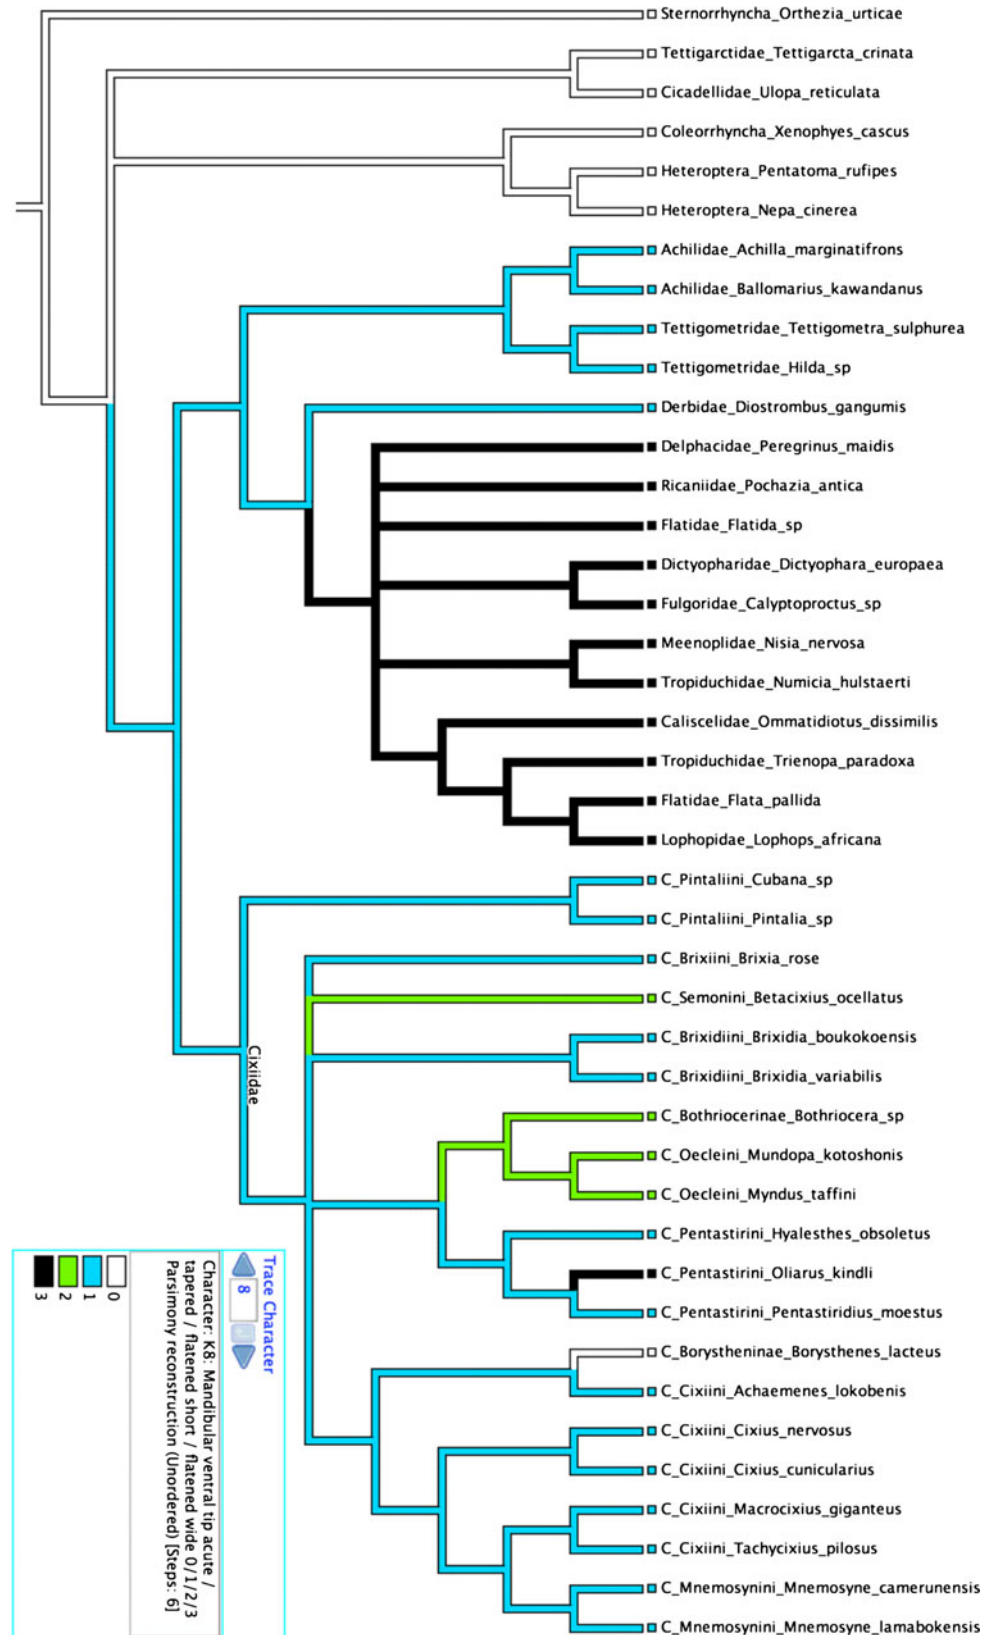 Sternorrhyncha_Orthezia_urticae
Tettigarctidae_Tettigarcta_crinata
Cicadellidae_Ulopa_reticulata
Coleorrhyncha_Xenophyes_cascus
Heteroptera_Pentatoma_rufipes
Heteroptera_Nepa_cinerea
Achilidae_Achilla_marginatifrons
Achilidae_Ballomarius_kawandanus
Tettigometridae_Tettigometra_sulphurea
Tettigometridae_Hilda_sp
Derbidae_Diostrombus_gangumis
Delphacidae_Peregrinus_maidis
Ricaniidae_Pochazia_antica
Flatidae_Flatida_sp
Dictyopharidae_Dictyophara_europaea
Fulgoridae_Calyptoproctus_sp
Meenoplidae_Nisia_nervosa
Tropiduchidae_Numicia_hulstaerti
Caliscelidae_Ommatidiotus_dissimilis
Tropiduchidae_Trienopa_paradoxa
Flatidae_Flata_pallida
Lophopidae_Lophops_africana
C_Pintaliini_Cubana_sp
C_Pintaliini_Pintalia_sp
C_Brixiini_Brixia_rose
C_Semonini_Betacixius_ocellatus
C_Brixidiini_Brixidia_boukokoensis
C_Brixidiini_Brixidia_variabilis
C_Bothriocerinae_Bothriocera_sp
C_Oecleini_Mundopa_kotoshonis
C_Oecleini_Myndus_taffini
C_Pentastirini_Hyalesthes_obsoletus
C_Pentastirini_Oliarus_kindli
C_Pentastirini_Pentastiridius_moestus
C_Borystheninae_Borysthenes_lacteus
C_Cixiini_Achaemenes_lokobenis
C_Cixiini_Cixius_nervosus
C_Cixiini_Cixius_cunicularius
C_Cixiini_Macrocixius_giganteus
C_Cixiini_Tachycixius_pilosus
C_Mnemosynini_Mnemosyne_camerunensis
C_Mnemosynini_Mnemosyne_lamabokensis
Cixiidae
Trace Character
8
Character: K8: Mandibular ventral tip acute /
tapered / flatened short / flatened wide 0/1/2/3
Parsimony reconstruction (Unordered) [Steps: 6]
0
1
2
3